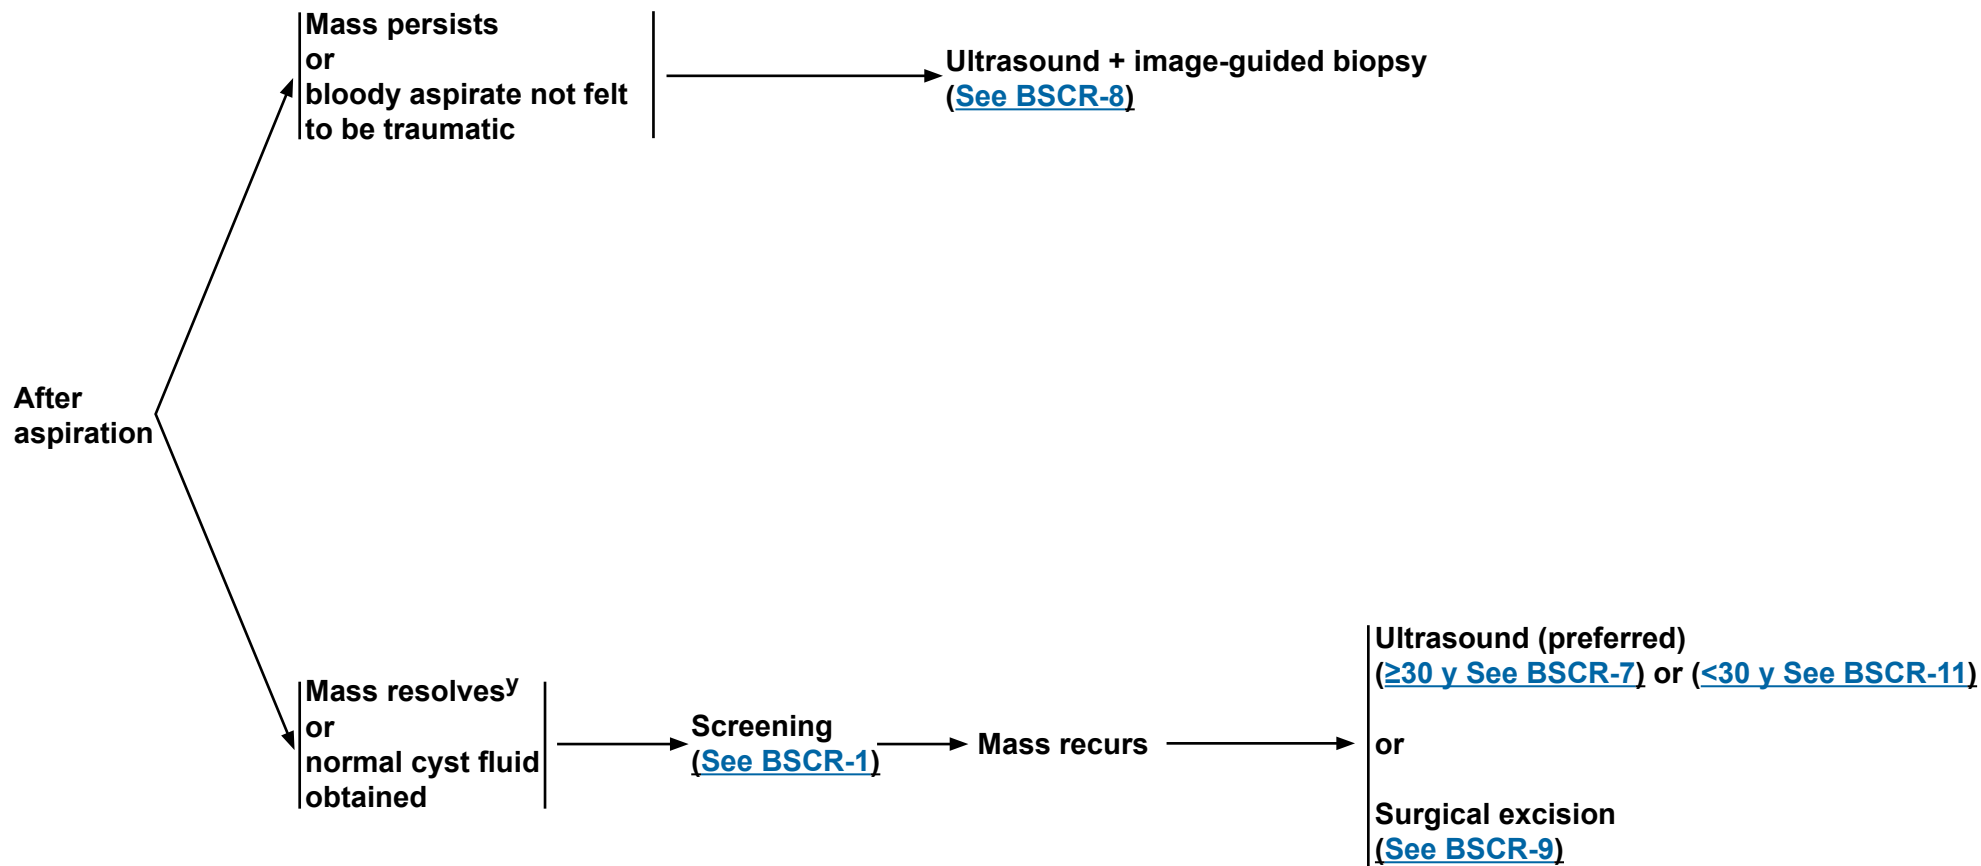 Mass persists
or
bloody aspirate not felt
to be traumatic
Ultrasound + image-guided biopsy
(See BSCR-8)
After
aspiration
Mass resolvesʸ
or
normal cyst fluid
obtained
Screening
(See BSCR-1)
Mass recurs
Ultrasound (preferred)
(≥30 y See BSCR-7) or (<30 y See BSCR-11)
or
Surgical excision
(See BSCR-9)